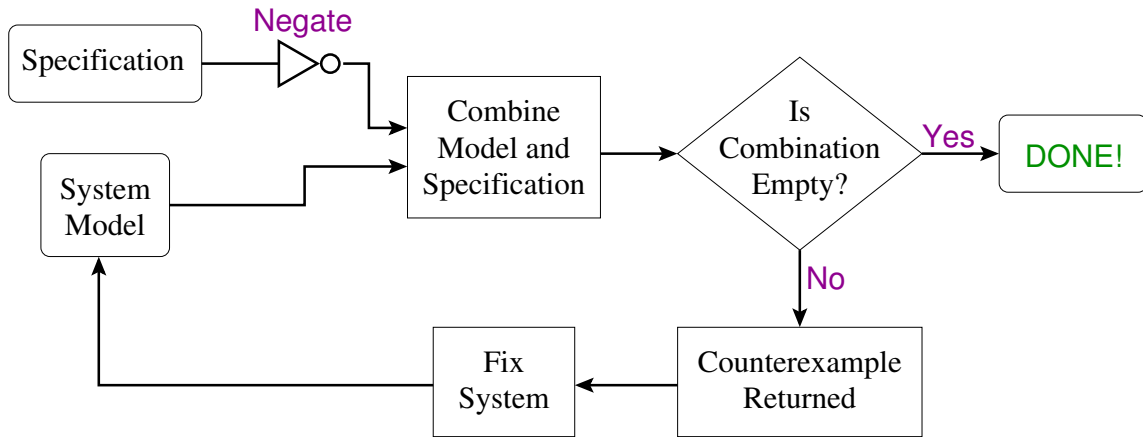 Negate
Specification
Combine
Model and
Specification
Is
Combination
Empty?
Yes
DONE!
System
Model
No
Fix
System
Counterexample
Returned